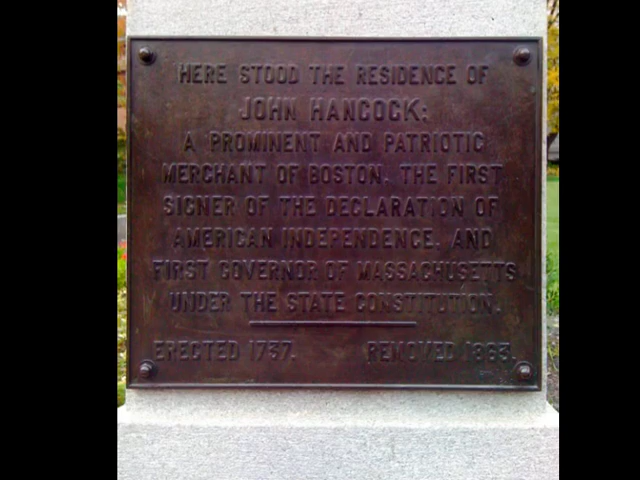 HERE STOOD THE RESIDENCE OF
JOHN HANCOCK;
A PROMINENT AND PATRIOTIC
MERCHANT OF BOSTON, THE FIRST
SIGNER OF THE DECLARATION OF
AMERICAN INDEPENDENCE, AND
FIRST GOVERNOR OF MASSACHUSETTS
UNDER THE STATE CONSTITUTION.
ERECTED 1737. REMOVED 1863.